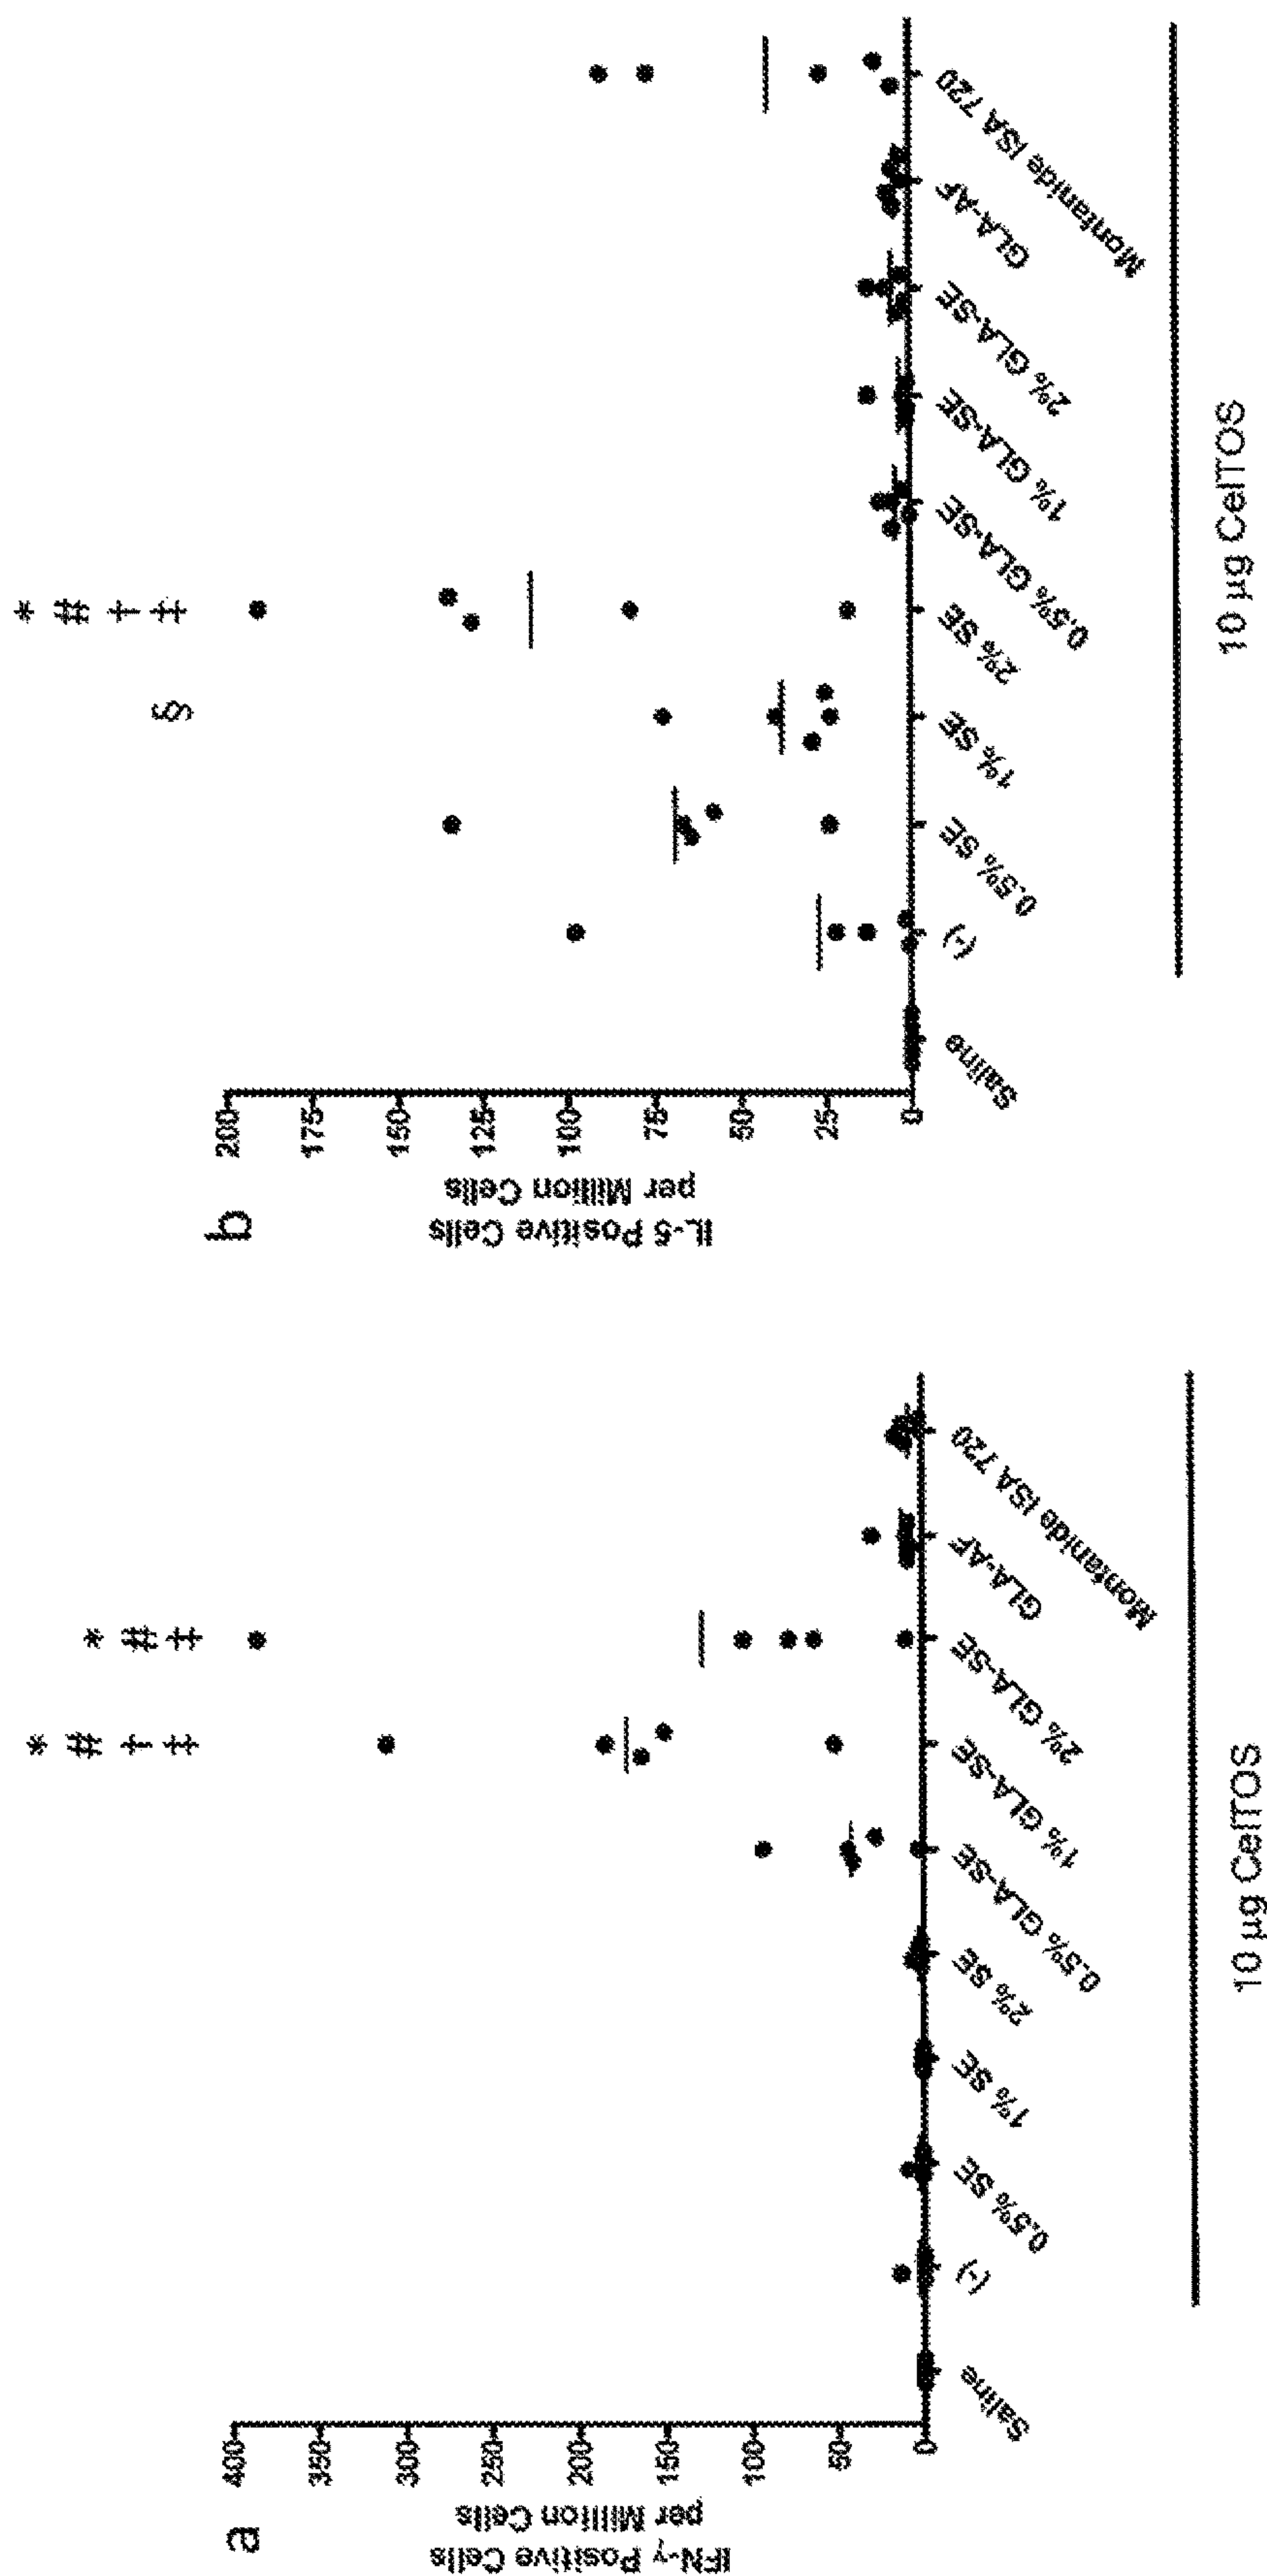 a
IFN-γ Positive Cells
per Million Cells
400
350
300
250
200
150
100
50
0
* # † ‡
* # ‡
Saline
(-)
0.5% SE
1% SE
2% SE
0.5% GLA-SE
1% GLA-SE
2% GLA-SE
GLA-AF
Montanide ISA 720
10 µg CelTOS
b
IL-5 Positive Cells
per Million Cells
200
175
150
125
100
75
50
25
0
§
* # † ‡
Saline
(-)
0.5% SE
1% SE
2% SE
0.5% GLA-SE
1% GLA-SE
2% GLA-SE
GLA-AF
Montanide ISA 720
10 µg CelTOS